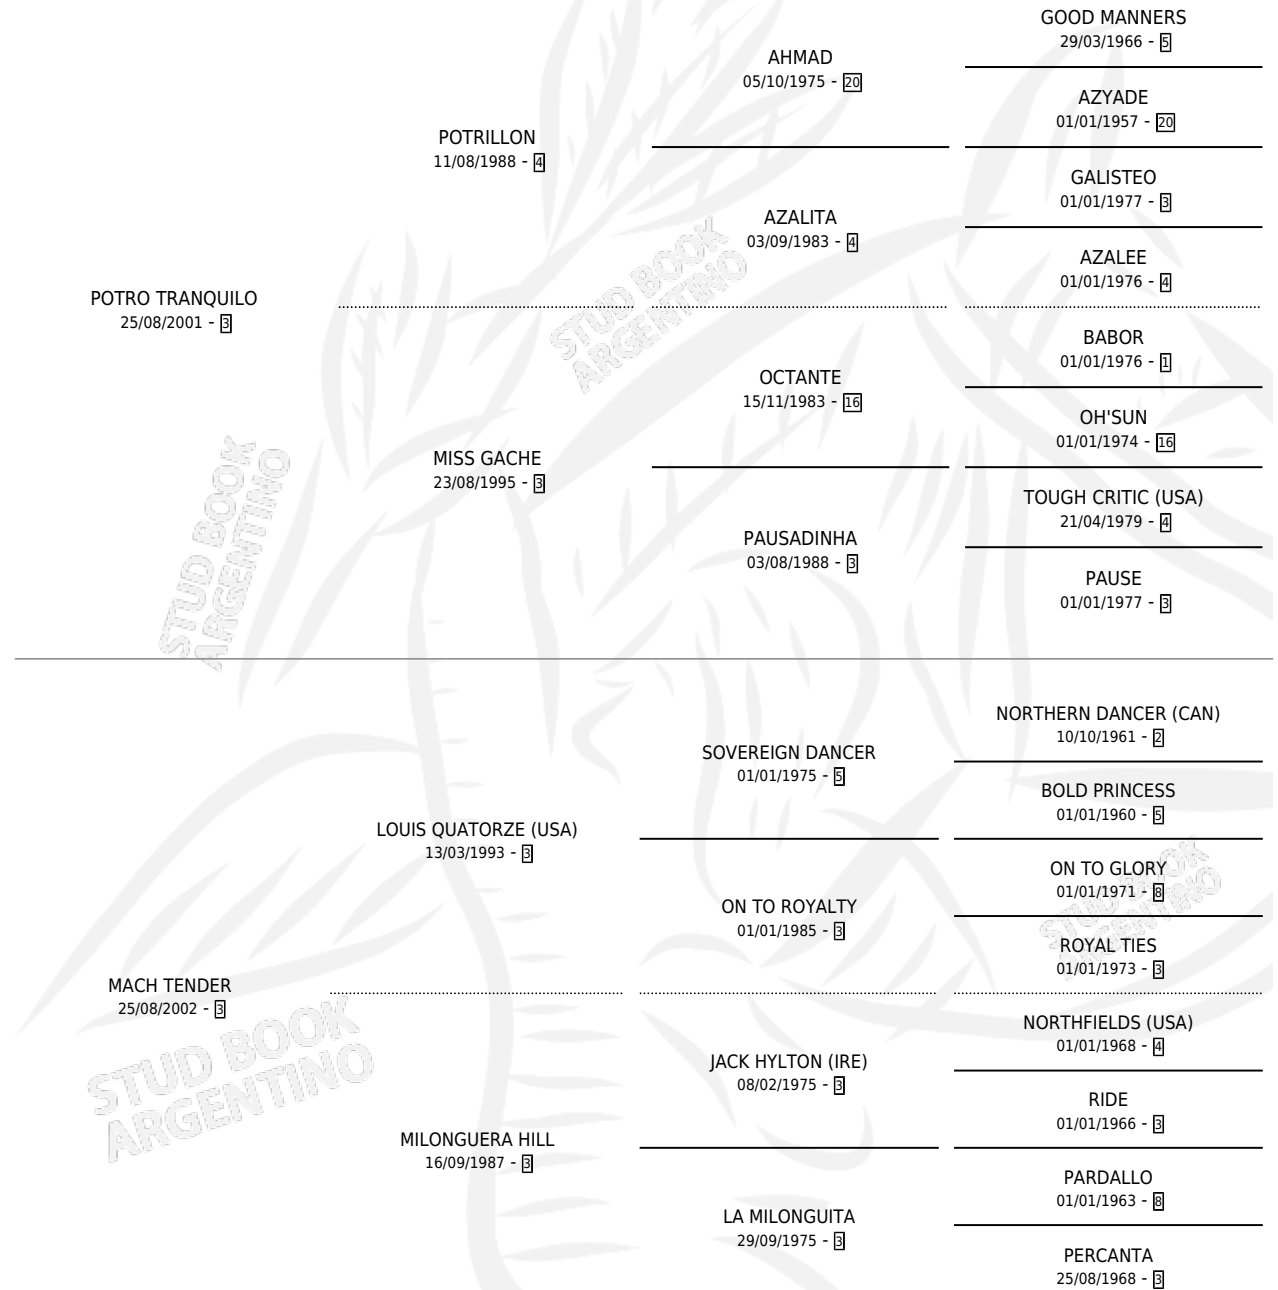 GOOD MANNERS
29/03/1966 - 5
AHMAD
05/10/1975 - 20
AZYADE
01/01/1957 - 20
POTRILLON
11/08/1988 - 4
GALISTEO
01/01/1977 - 3
AZALITA
03/09/1983 - 4
AZALEE
01/01/1976 - 4
POTRO TRANQUILO
25/08/2001 - 3
BABOR
01/01/1976 - 1
OCTANTE
15/11/1983 - 16
OH'SUN
01/01/1974 - 16
MISS GACHE
23/08/1995 - 3
TOUGH CRITIC (USA)
21/04/1979 - 4
PAUSADINHA
03/08/1988 - 3
PAUSE
01/01/1977 - 3
NORTHERN DANCER (CAN)
10/10/1961 - 2
SOVEREIGN DANCER
01/01/1975 - 5
BOLD PRINCESS
01/01/1960 - 5
LOUIS QUATORZE (USA)
13/03/1993 - 3
ON TO GLORY
01/01/1971 - 8
ON TO ROYALTY
01/01/1985 - 3
ROYAL TIES
01/01/1973 - 3
MACH TENDER
25/08/2002 - 3
NORTHFIELDS (USA)
01/01/1968 - 4
JACK HYLTON (IRE)
08/02/1975 - 3
RIDE
01/01/1966 - 3
MILONGUERA HILL
16/09/1987 - 3
PARDALLO
01/01/1963 - 8
LA MILONGUITA
29/09/1975 - 3
PERCANTA
25/08/1968 - 3
STUD BOOK
ARGENTINO
STUD BOOK
ARGENTINO
STUD BOOK
ARGENTINO
STUD BOOK
ARGENTINO